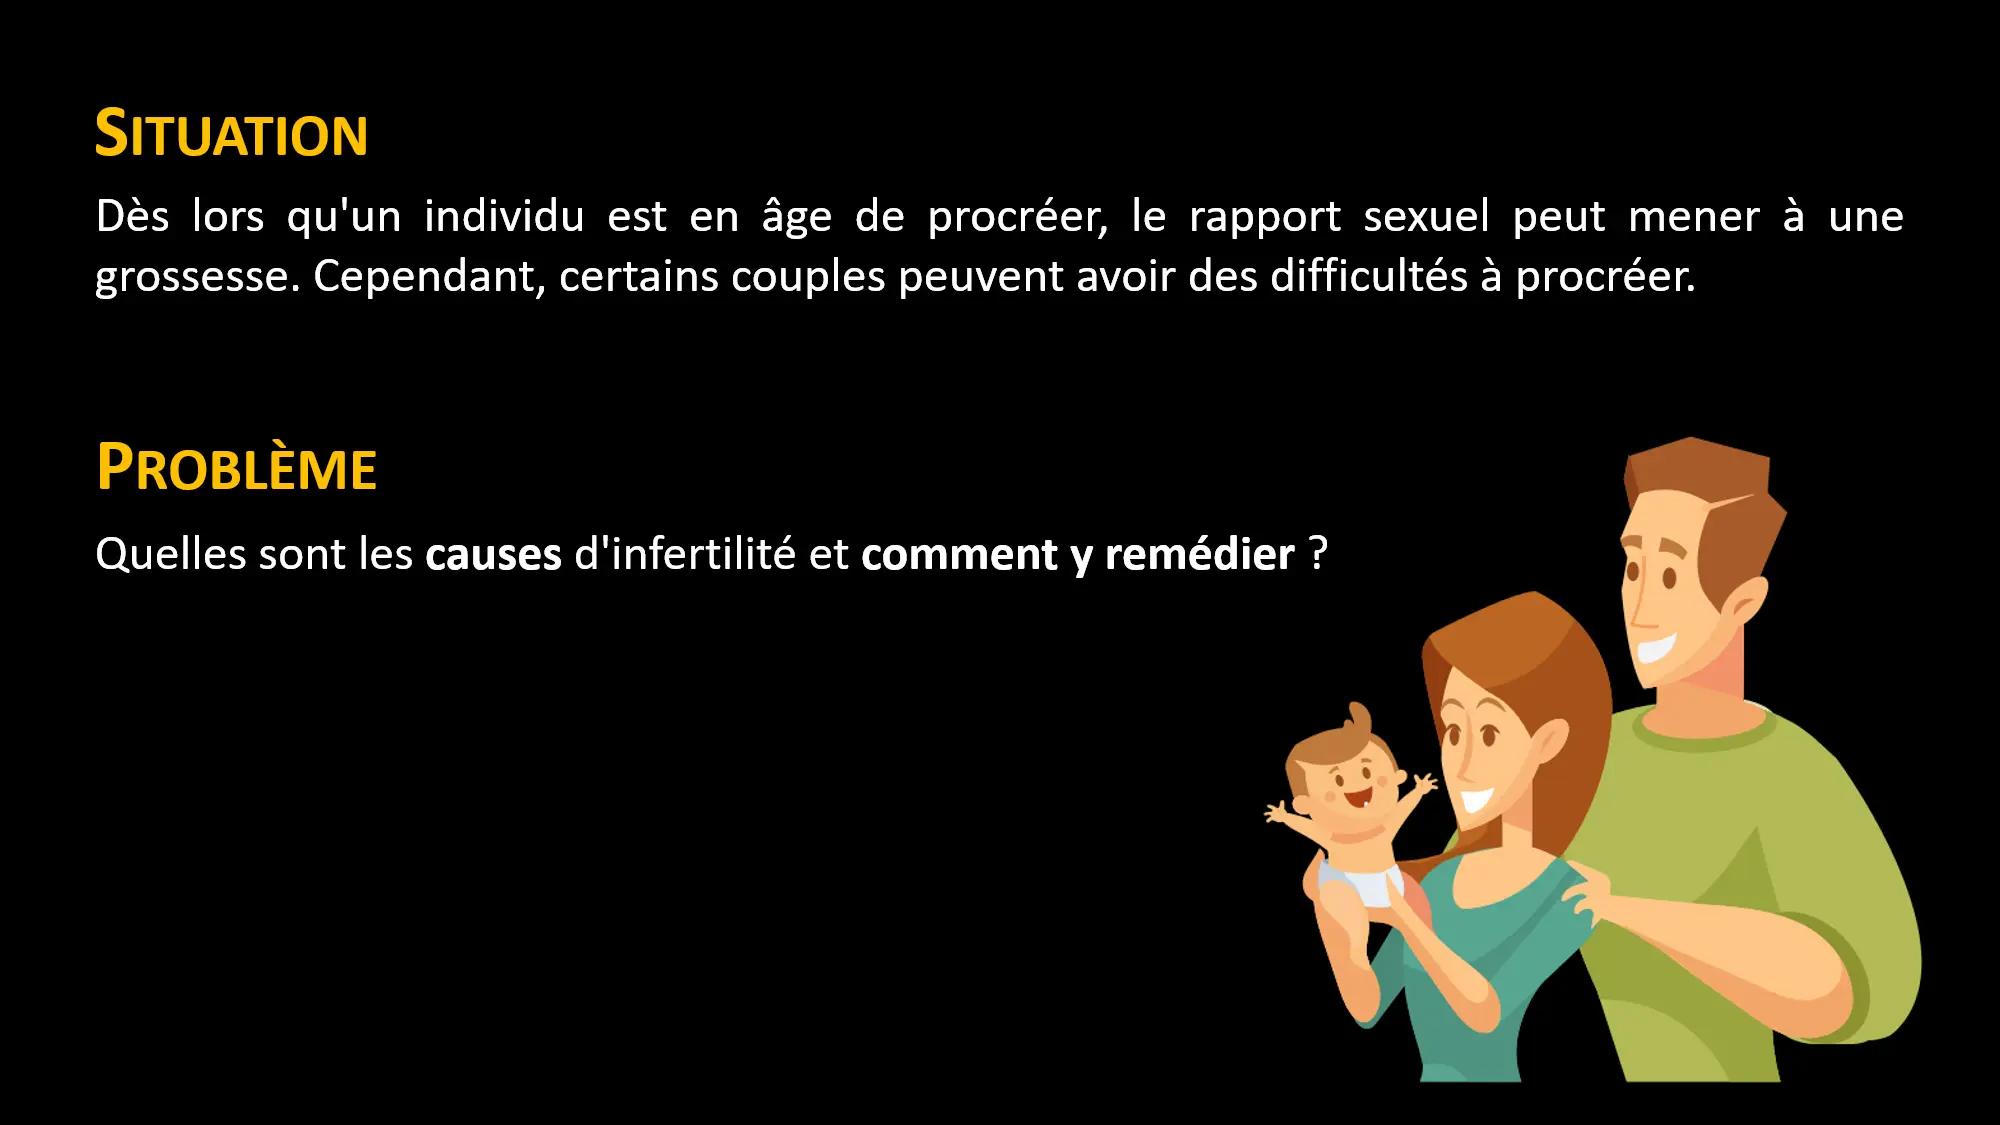 SITUATION
Dès lors qu'un individu est en âge de procréer, le rapport sexuel peut mener à une
grossesse. Cependant, certains couples peuvent avoir des difficultés à procréer.
PROBLÈME
Quelles sont les causes d'infertilité et comment y remédier ?